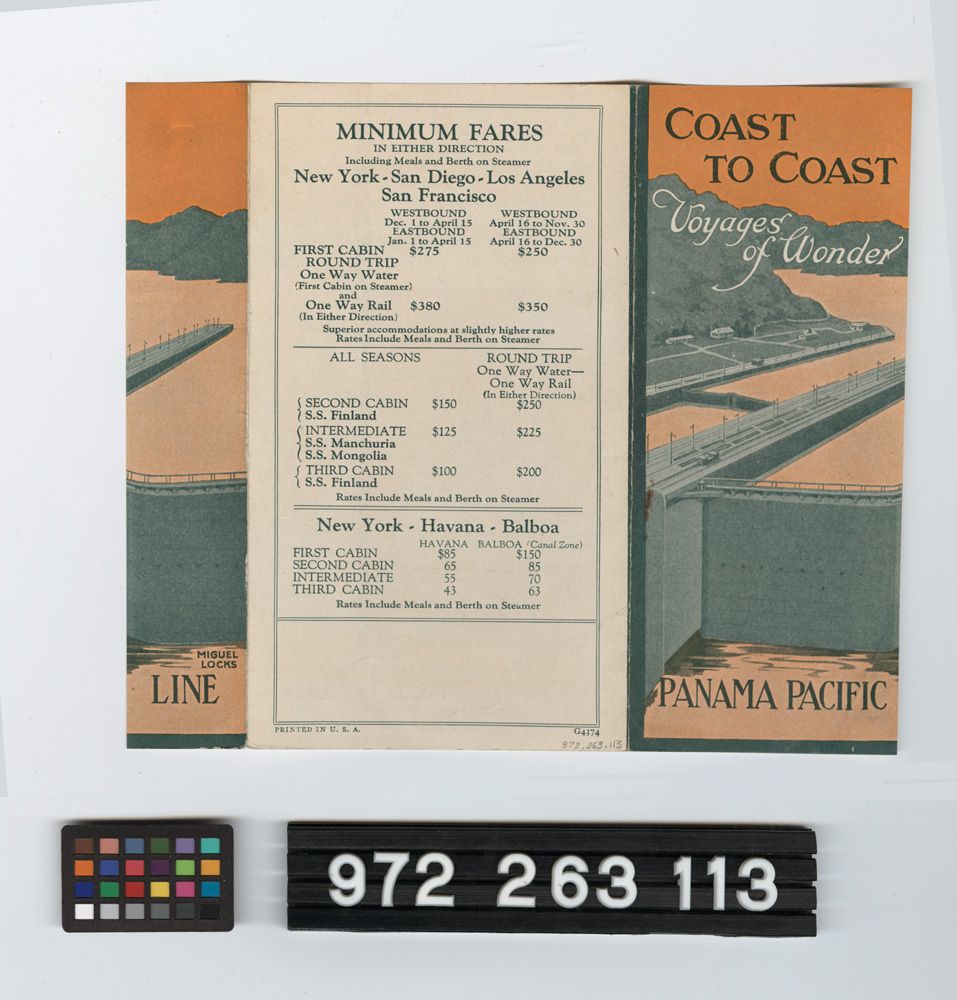 MIGUEL
LOCKS
LINE
MINIMUM FARES
IN EITHER DIRECTION
Including Meals and Berth on Steamer
New York - San Diego - Los Angeles
San Francisco
WESTBOUND WESTBOUND
Dec. 1 to April 15 April 16 to Nov. 30
EASTBOUND EASTBOUND
Jan. 1 to April 15 April 16 to Dec. 30
FIRST CABIN $275 $250
ROUND TRIP
One Way Water
(First Cabin on Steamer)
and
One Way Rail $380 $350
(In Either Direction)
Superior accommodations at slightly higher rates
Rates Include Meals and Berth on Steamer
ALL SEASONS ROUND TRIP
One Way Water—
One Way Rail
(In Either Direction)
SECOND CABIN $150 $250
S.S. Finland
INTERMEDIATE $125 $225
S.S. Manchuria
S.S. Mongolia
THIRD CABIN $100 $200
S.S. Finland
Rates Include Meals and Berth on Steamer
New York - Havana - Balboa
HAVANA BALBOA (Canal Zone)
FIRST CABIN $85 $150
SECOND CABIN 65 85
INTERMEDIATE 55 70
THIRD CABIN 43 63
Rates Include Meals and Berth on Steamer
PRINTED IN U. S. A. G4374
972.263.113
COAST
TO COAST
Voyages
of Wonder
PANAMA PACIFIC
972 263 113